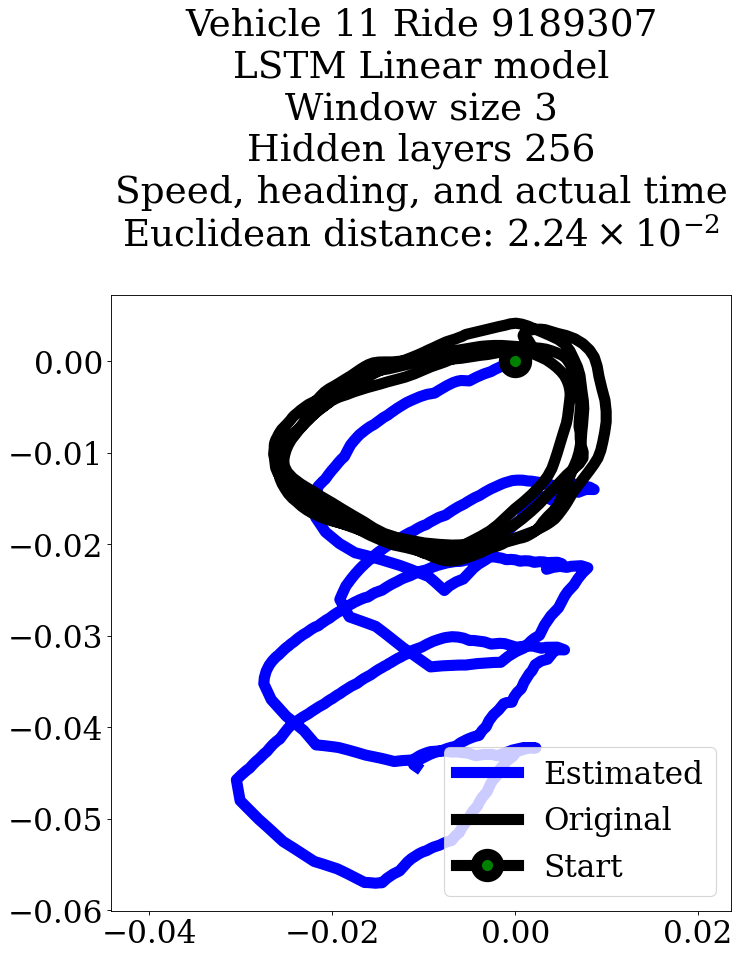 Vehicle 11 Ride 9189307
LSTM Linear model
Window size 3
Hidden layers 256
Speed, heading, and actual time
Euclidean distance: 2.24 × 10⁻²
0.00
−0.01
−0.02
−0.03
−0.04
−0.05
−0.06
Estimated
Original
Start
−0.04 −0.02 0.00 0.02